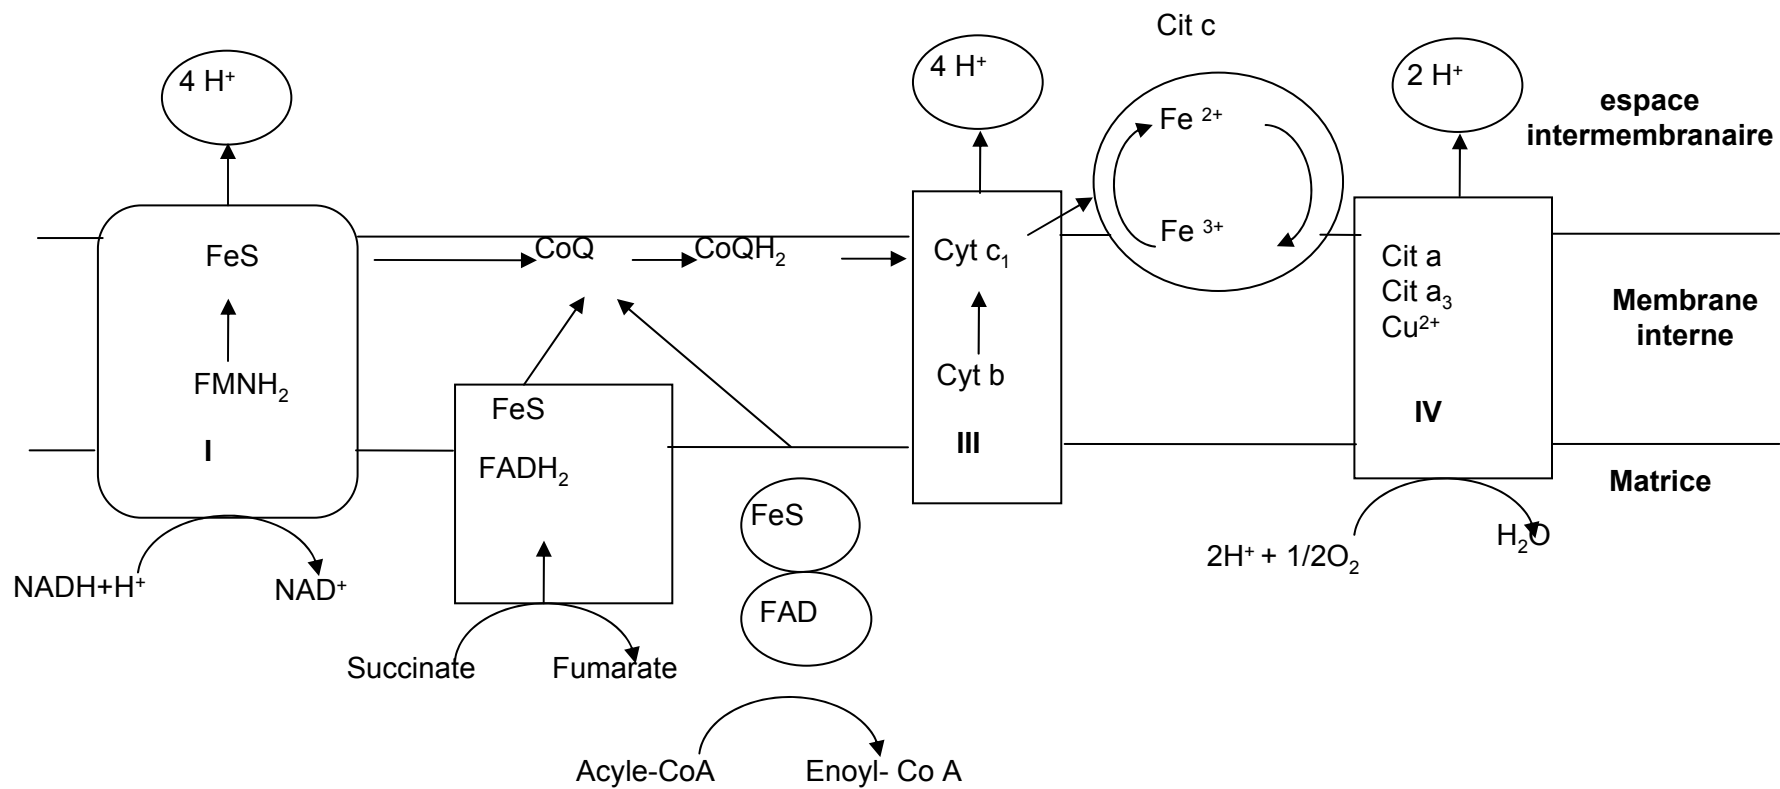 Cit c
4 H⁺
4 H⁺
2 H⁺
espace
intermembranaire
Fe ²⁺
Fe ³⁺
FeS
CoQ
CoQH₂
Cyt c₁
Cit a
Cit a₃
Cu²⁺
Membrane
interne
FMNH₂
Cyt b
FeS
IV
I
III
FADH₂
Matrice
FeS
H₂O
2H⁺ + 1/2O₂
NADH+H⁺
NAD⁺
FAD
Succinate
Fumarate
Acyle-CoA
Enoyl- Co A